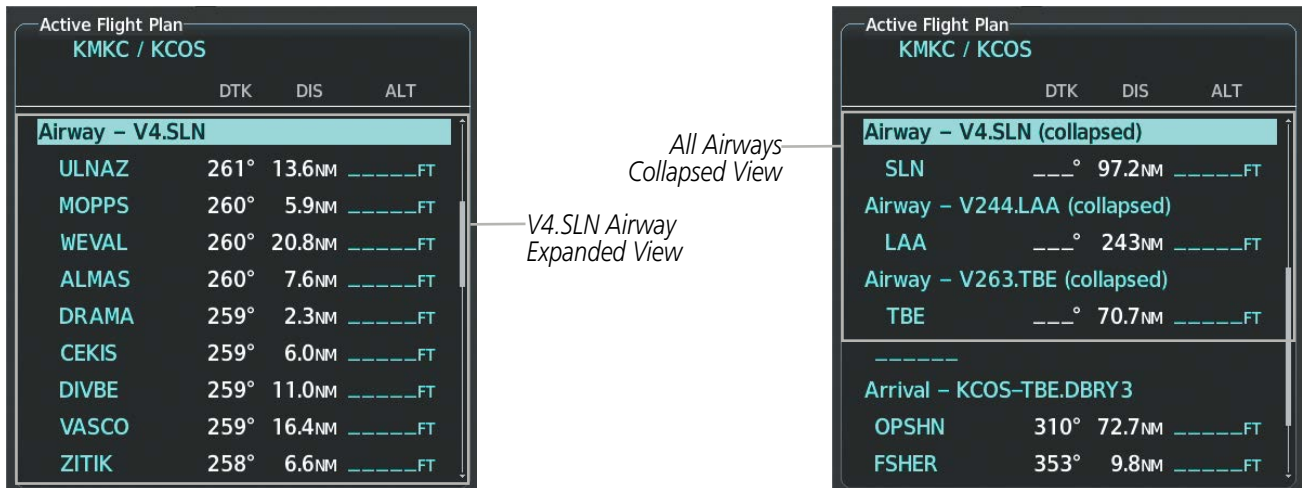 Active Flight Plan
KMKC / KCOS
DTK DIS ALT
Airway – V4.SLN
ULNAZ 261° 13.6NM _____FT
MOPPS 260° 5.9NM _____FT
WEVAL 260° 20.8NM _____FT
ALMAS 260° 7.6NM _____FT
DRAMA 259° 2.3NM _____FT
CEKIS 259° 6.0NM _____FT
DIVBE 259° 11.0NM _____FT
VASCO 259° 16.4NM _____FT
ZITIK 258° 6.6NM _____FT
V4.SLN Airway
Expanded View
All Airways
Collapsed View
Active Flight Plan
KMKC / KCOS
DTK DIS ALT
Airway – V4.SLN (collapsed)
SLN ___° 97.2NM _____FT
Airway – V244.LAA (collapsed)
LAA ___° 243NM _____FT
Airway – V263.TBE (collapsed)
TBE ___° 70.7NM _____FT
______
Arrival – KCOS–TBE.DBRY3
OPSHN 310° 72.7NM _____FT
FSHER 353° 9.8NM _____FT